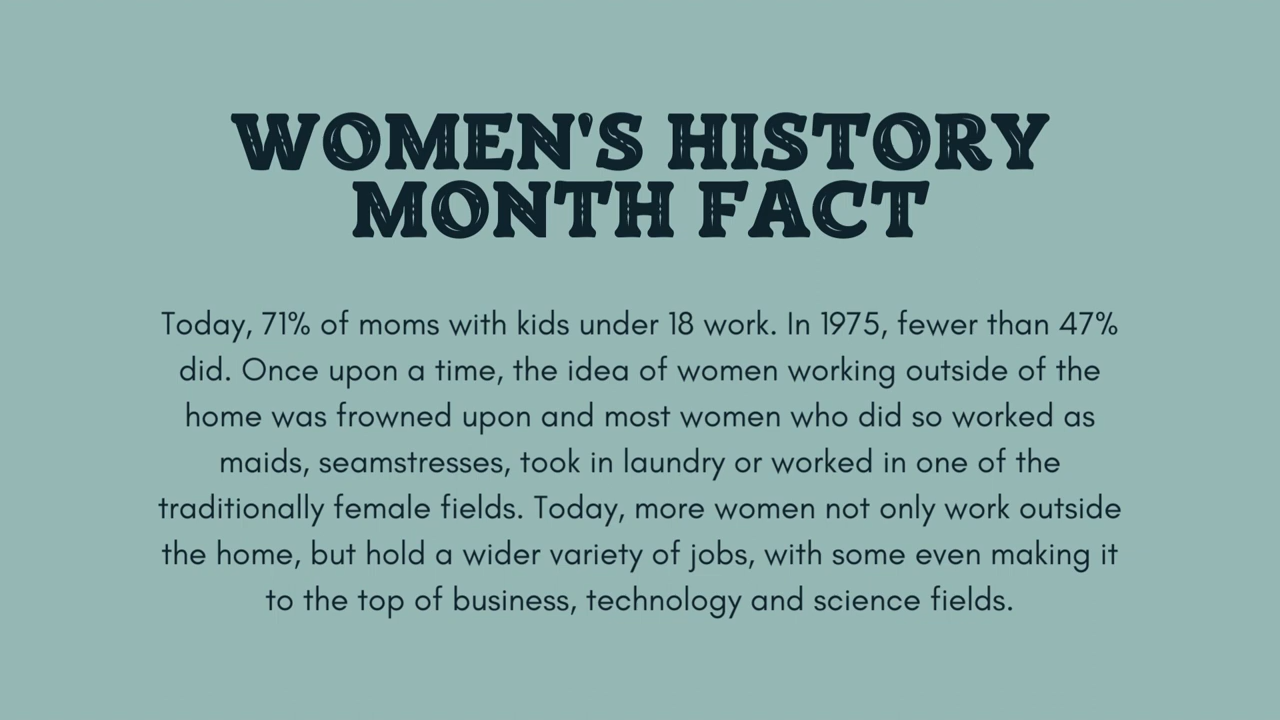 WOMEN'S HISTORY
MONTH FACT
Today, 71% of moms with kids under 18 work. In 1975, fewer than 47%
did. Once upon a time, the idea of women working outside of the
home was frowned upon and most women who did so worked as
maids, seamstresses, took in laundry or worked in one of the
traditionally female fields. Today, more women not only work outside
the home, but hold a wider variety of jobs, with some even making it
to the top of business, technology and science fields.